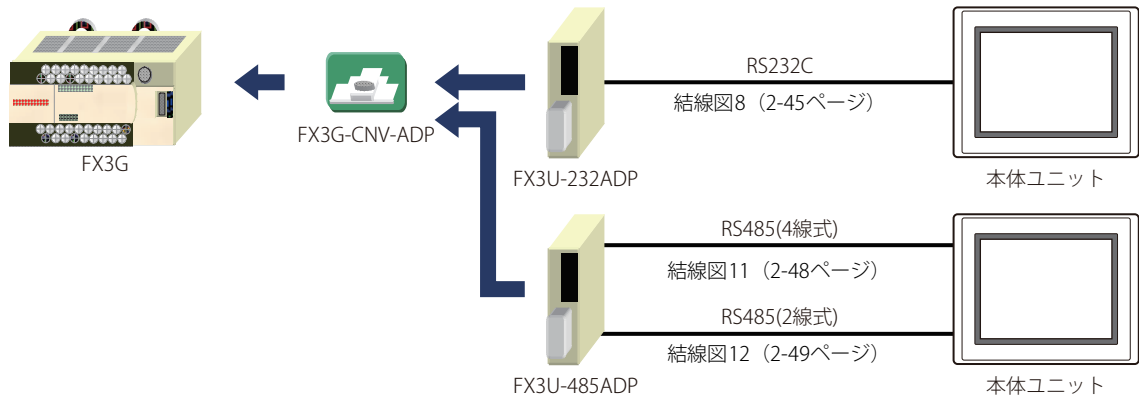 RS232C
結線図8（2-45ページ）
FX3G
FX3G-CNV-ADP
FX3U-232ADP
本体ユニット
RS485(4線式)
結線図11（2-48ページ）
RS485(2線式)
結線図12（2-49ページ）
FX3U-485ADP
本体ユニット